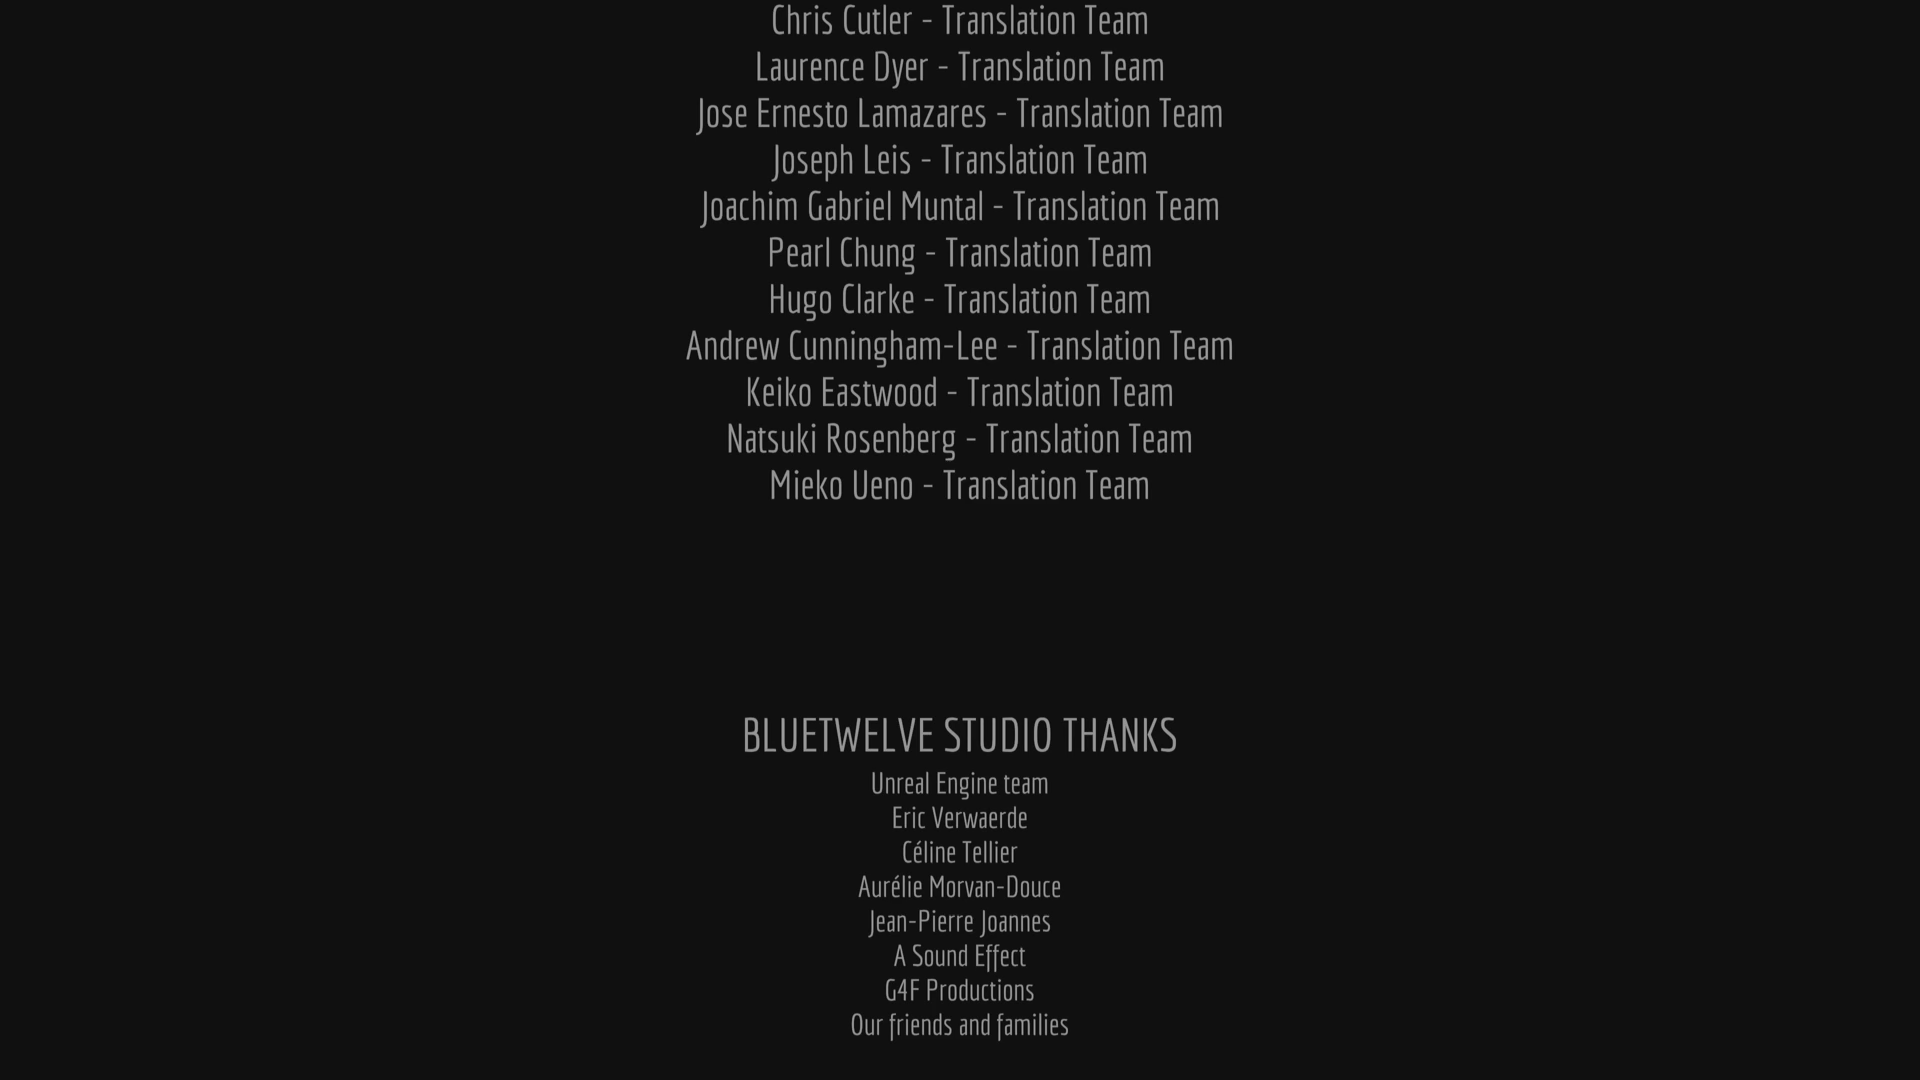 Chris Cutler - Translation Team
Laurence Dyer - Translation Team
Jose Ernesto Lamazares - Translation Team
Joseph Leis - Translation Team
Joachim Gabriel Muntal - Translation Team
Pearl Chung - Translation Team
Hugo Clarke - Translation Team
Andrew Cunningham-Lee - Translation Team
Keiko Eastwood - Translation Team
Natsuki Rosenberg - Translation Team
Mieko Ueno - Translation Team
BLUETWELVE STUDIO THANKS
Unreal Engine team
Eric Verwaerde
Céline Tellier
Aurélie Morvan-Douce
Jean-Pierre Joannes
A Sound Effect
G4F Productions
Our friends and families